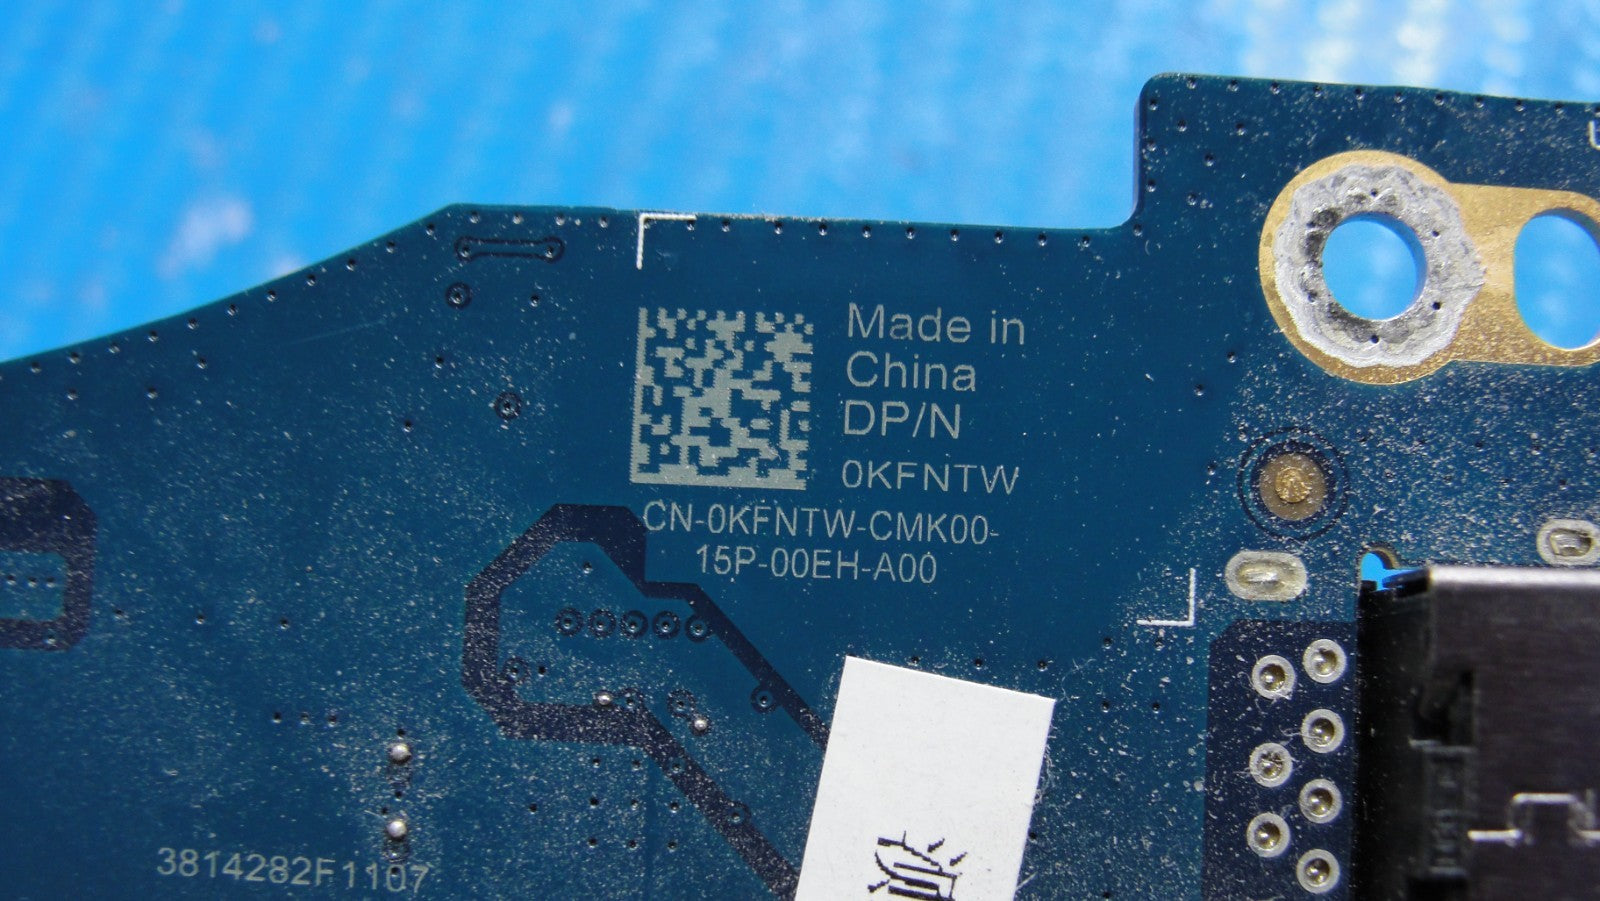 Made in
China
DP/N
0KFNTW
CN-0KFNTW-CMK00-
15P-00EH-A00
3814282F1107